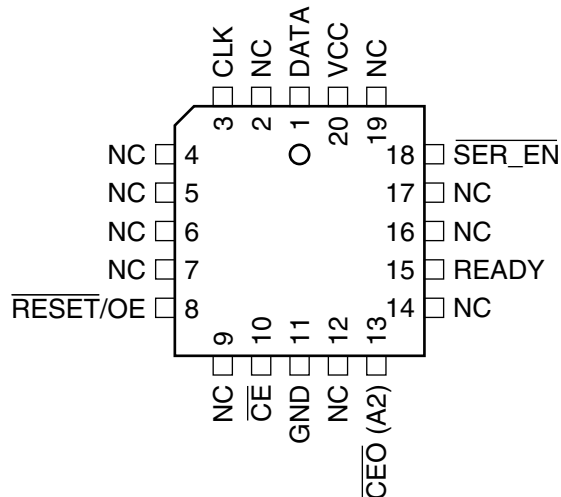 CLK
NC
DATA
VCC
NC
3
2
1
20
19
NC 4
NC 5
NC 6
NC 7
RESET/OE 8
18 SER_EN
17 NC
16 NC
15 READY
14 NC
9
10
11
12
13
NC
CE
GND
NC
CEO (A2)